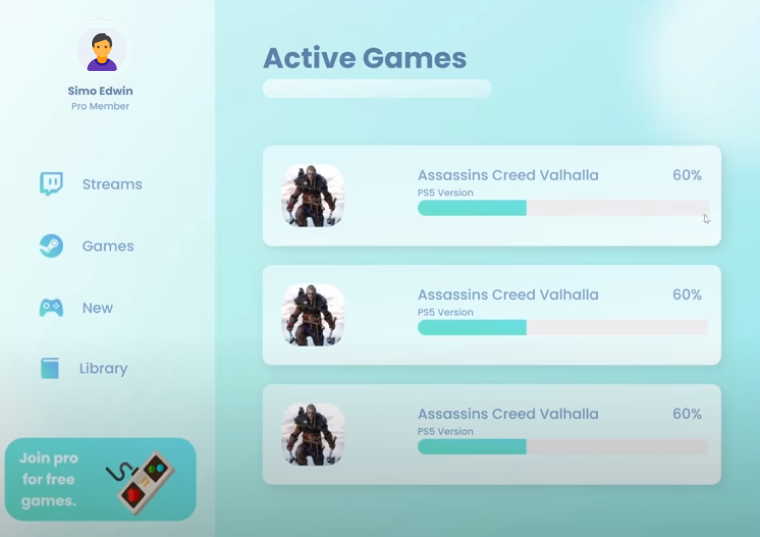 Simo Edwin
Pro Member
Streams
Games
New
Library
Join pro
for free
games.
Active Games
Assassins Creed Valhalla 60%
PS5 Version
Assassins Creed Valhalla 60%
PS5 Version
Assassins Creed Valhalla 60%
PS5 Version